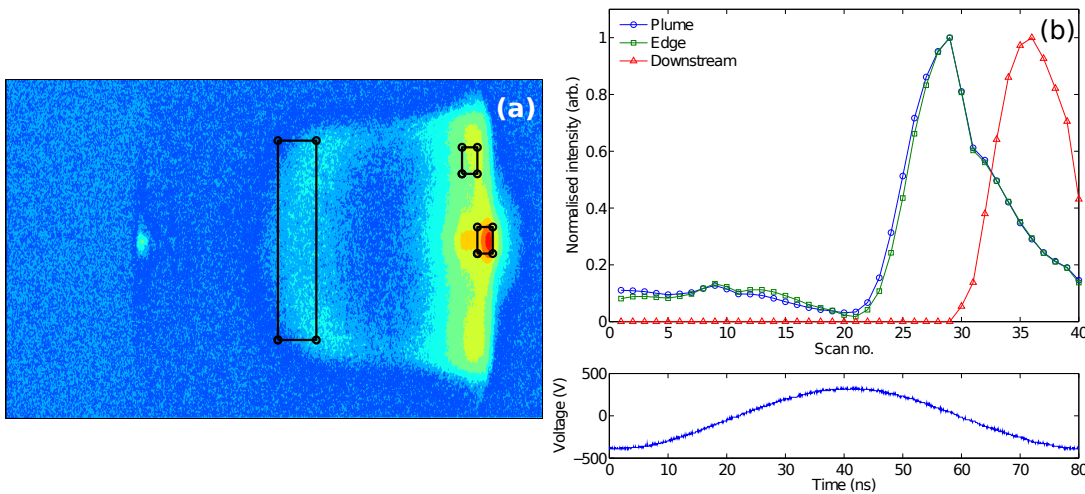 (a)
(b)
Plume
Edge
Downstream
Normalised intensity (arb.)
1
0.8
0.6
0.4
0.2
0
0 5 10 15 20 25 30 35 40
Scan no.
Voltage (V)
500
0
−500
0 10 20 30 40 50 60 70 80
Time (ns)